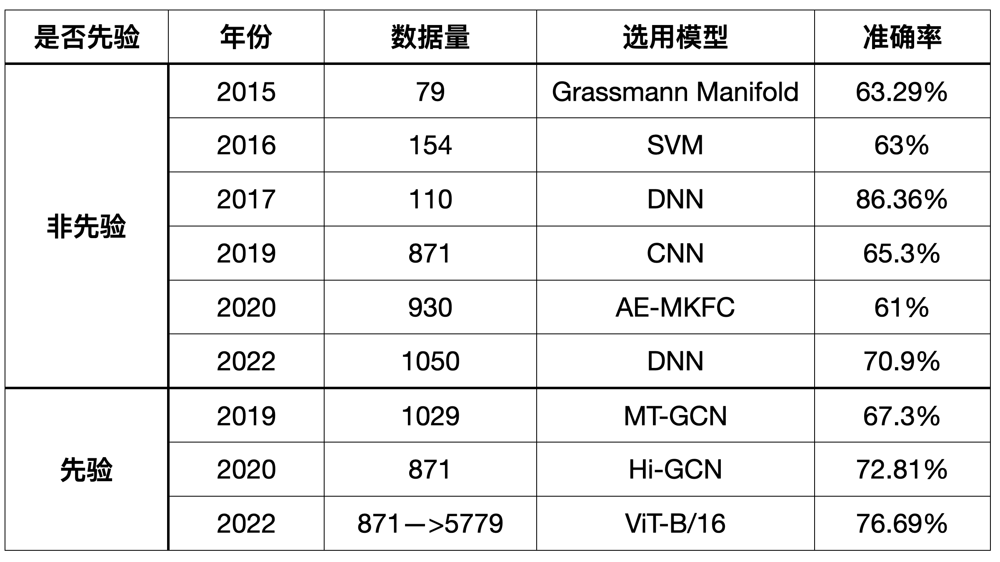 是否先验 年份 数据量 选用模型 准确率
非先验 2015 79 Grassmann Manifold 63.29%
2016 154 SVM 63%
2017 110 DNN 86.36%
2019 871 CNN 65.3%
2020 930 AE-MKFC 61%
2022 1050 DNN 70.9%
先验 2019 1029 MT-GCN 67.3%
2020 871 Hi-GCN 72.81%
2022 871—>5779 ViT-B/16 76.69%